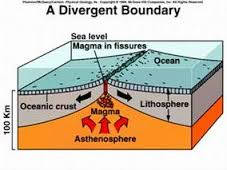 A Divergent Boundary
Sea level
Magma in fissures
Ocean
Oceanic crust
Lithosphere
Magma
100 Km
Asthenosphere